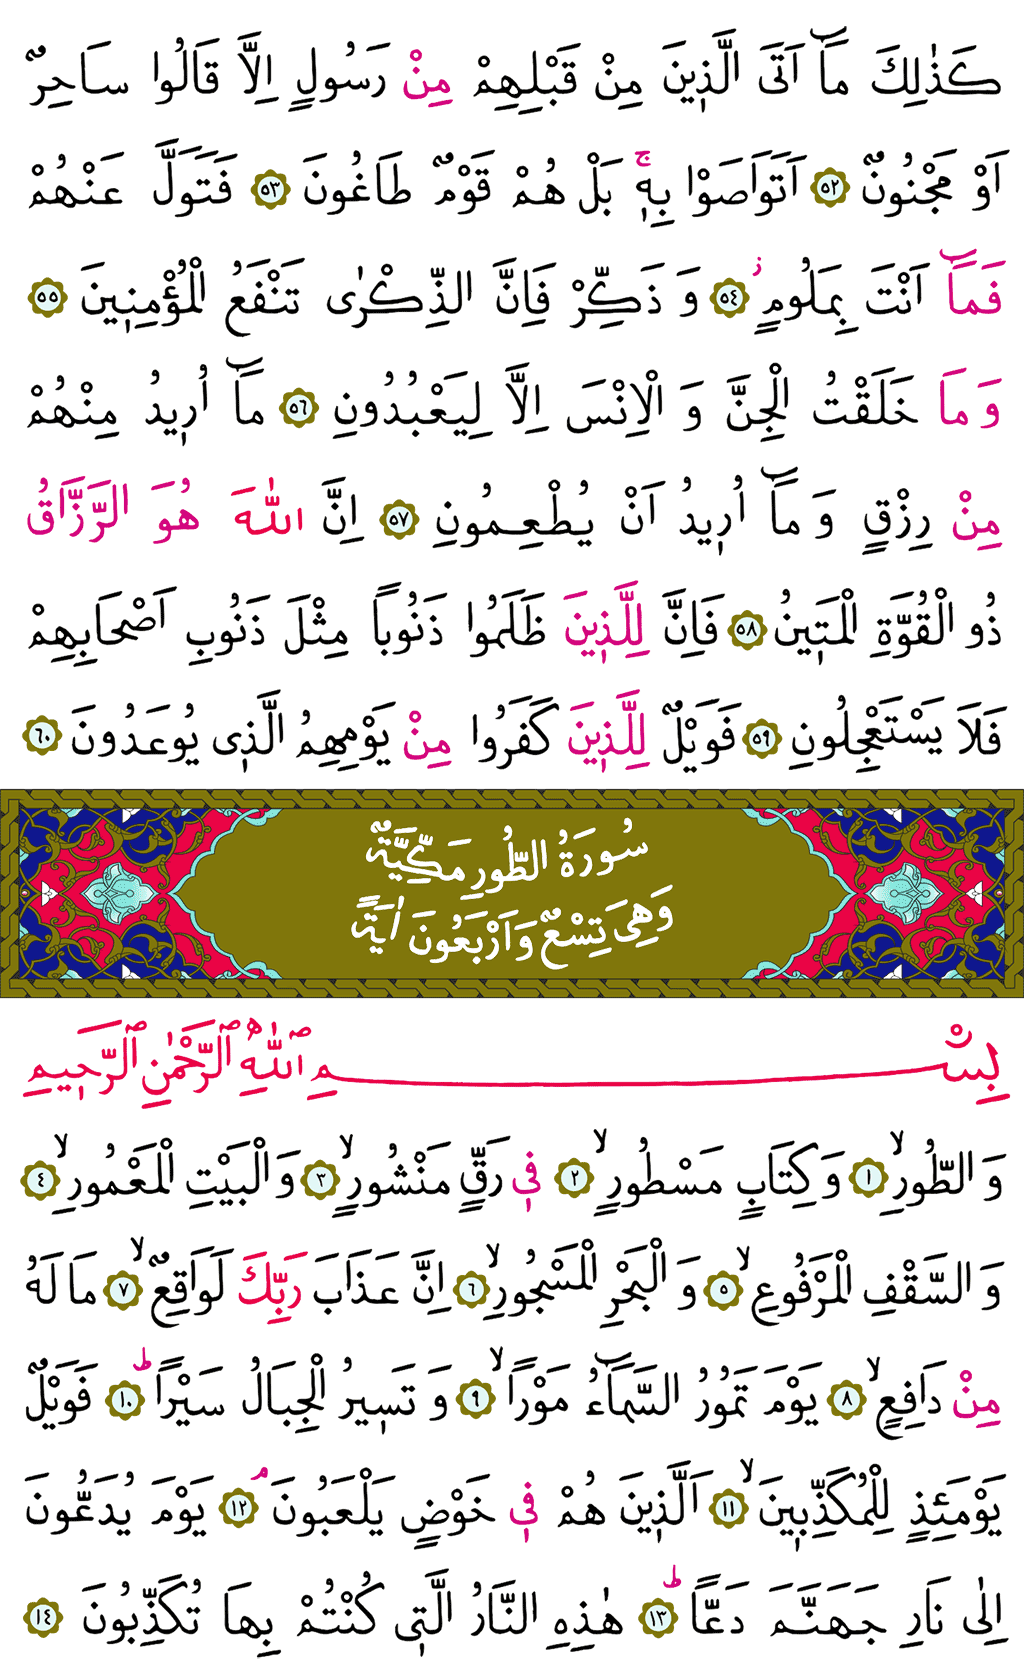 كَذٰلِكَ مَٓا اَتَى الَّذ۪ينَ مِنْ قَبْلِهِمْ مِنْ رَسُولٍ اِلَّا قَالُوا سَاحِرٌ
اَوْ مَجْنُونٌ ﴿٥٢﴾ اَتَوَاصَوْا بِه۪ۚ بَلْ هُمْ قَوْمٌ طَاغُونَ ﴿٥٣﴾ فَتَوَلَّ عَنْهُمْ
فَمَٓا اَنْتَ بِمَلُومٍۘ ﴿٥٤﴾ وَ ذَكِّرْ فَاِنَّ الذِّكْرٰى تَنْفَعُ الْمُؤْمِن۪ينَ ﴿٥٥﴾
وَ مَا خَلَقْتُ الْجِنَّ وَ الْاِنْسَ اِلَّا لِيَعْبُدُونِ ﴿٥٦﴾ مَٓا اُر۪يدُ مِنْهُمْ
مِنْ رِزْقٍ وَ مَٓا اُر۪يدُ اَنْ يُطْعِمُونِ ﴿٥٧﴾ اِنَّ اللّٰهَ هُوَ الرَّزَّاقُ
ذُو الْقُوَّةِ الْمَت۪ينُ ﴿٥٨﴾ فَاِنَّ لِلَّذ۪ينَ ظَلَمُوا ذَنُوباً مِثْلَ ذَنُوبِ اَصْحَابِهِمْ
فَلَا يَسْتَعْجِلُونِ ﴿٥٩﴾ فَوَيْلٌ لِلَّذ۪ينَ كَفَرُوا مِنْ يَوْمِهِمُ الَّذ۪ي يُوعَدُونَ ﴿٦٠﴾
سُورَةُ الطُّورِ مَكِّيَّةٌ
وَهِيَ تِسْعٌ وَاَرْبَعُونَ اٰيَةً
بِسْمِ اللّٰهِ الرَّحْمٰنِ الرَّح۪يمِ
وَ الطُّورِۙ ﴿١﴾ وَ كِتَابٍ مَسْطُورٍۙ ﴿٢﴾ ف۪ي رَقٍّ مَنْشُورٍۙ ﴿٣﴾ وَ الْبَيْتِ الْمَعْمُورِۙ ﴿٤﴾
وَ السَّقْفِ الْمَرْفُوعِۙ ﴿٥﴾ وَ الْبَحْرِ الْمَسْجُورِۙ ﴿٦﴾ اِنَّ عَذَابَ رَبِّكَ لَوَاقِعٌۙ ﴿٧﴾ مَا لَهُ
مِنْ دَافِعٍۙ ﴿٨﴾ يَوْمَ تَمُورُ السَّمَٓاءُ مَوْراًۙ ﴿٩﴾ وَ تَس۪يرُ الْجِبَالُ سَيْراًۜ ﴿١٠﴾ فَوَيْلٌ
يَوْمَئِذٍ لِلْمُكَذِّب۪ينَۙ ﴿١١﴾ اَلَّذ۪ينَ هُمْ ف۪ي خَوْضٍ يَلْعَبُونَۢ ﴿١٢﴾ يَوْمَ يُدَعُّونَ
اِلٰى نَارِ جَهَنَّمَ دَعًّاۜ ﴿١٣﴾ هٰذِهِ النَّارُ الَّت۪ي كُنْتُمْ بِهَا تُكَذِّبُونَ ﴿١٤﴾